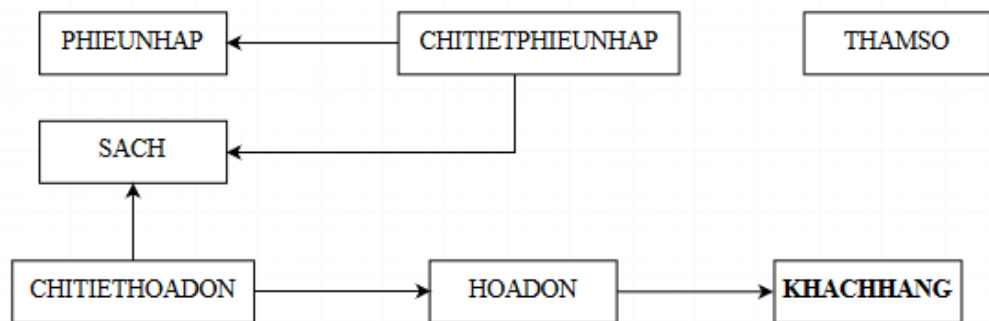 PHIEUNHAP
CHITIETPHIEUNHAP
THAMSO
SACH
CHITIETHOADON
HOADON
KHACHHANG